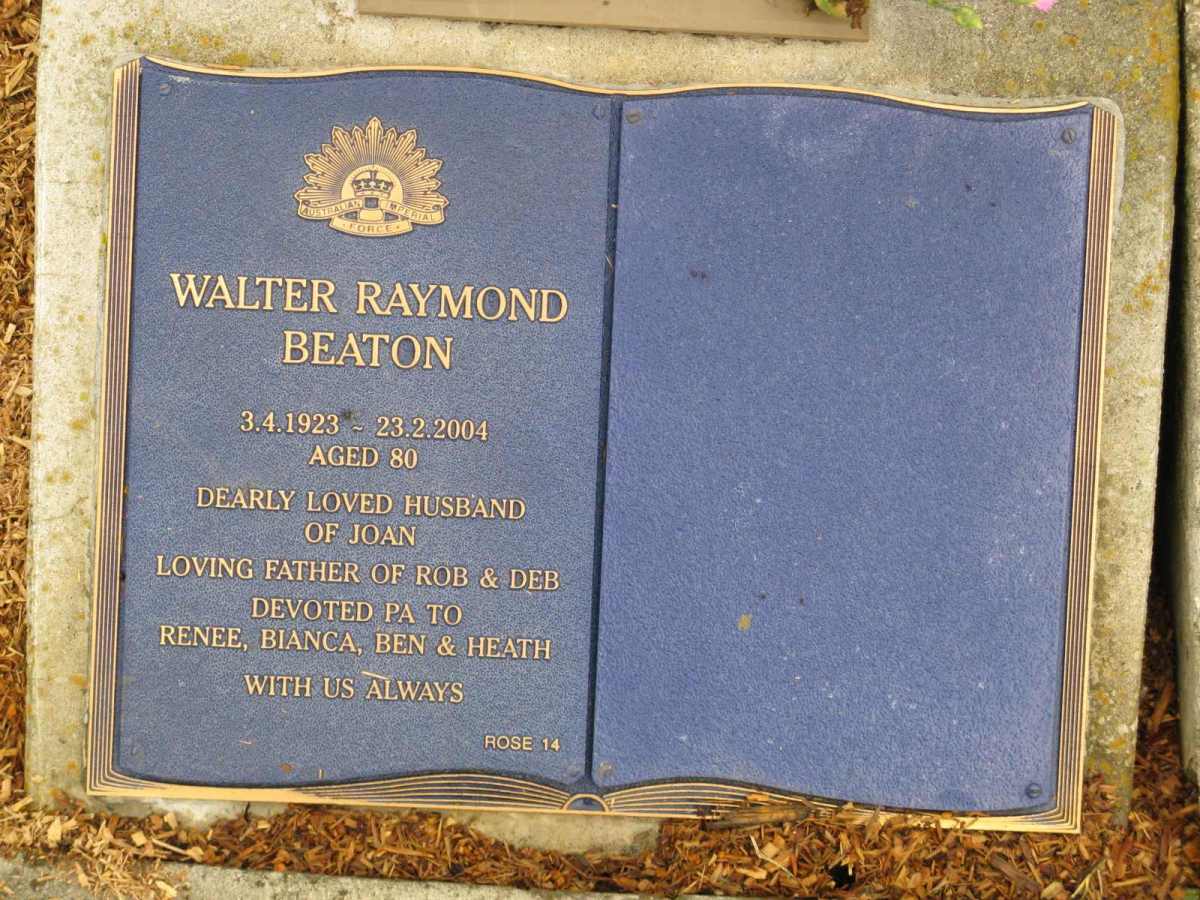 AUSTRALIAN IMPERIAL
FORCE
WALTER RAYMOND
BEATON
3.4.1923 ~ 23.2.2004
AGED 80
DEARLY LOVED HUSBAND
OF JOAN
LOVING FATHER OF ROB & DEB
DEVOTED PA TO
RENEE, BIANCA, BEN & HEATH
WITH US ALWAYS
ROSE 14